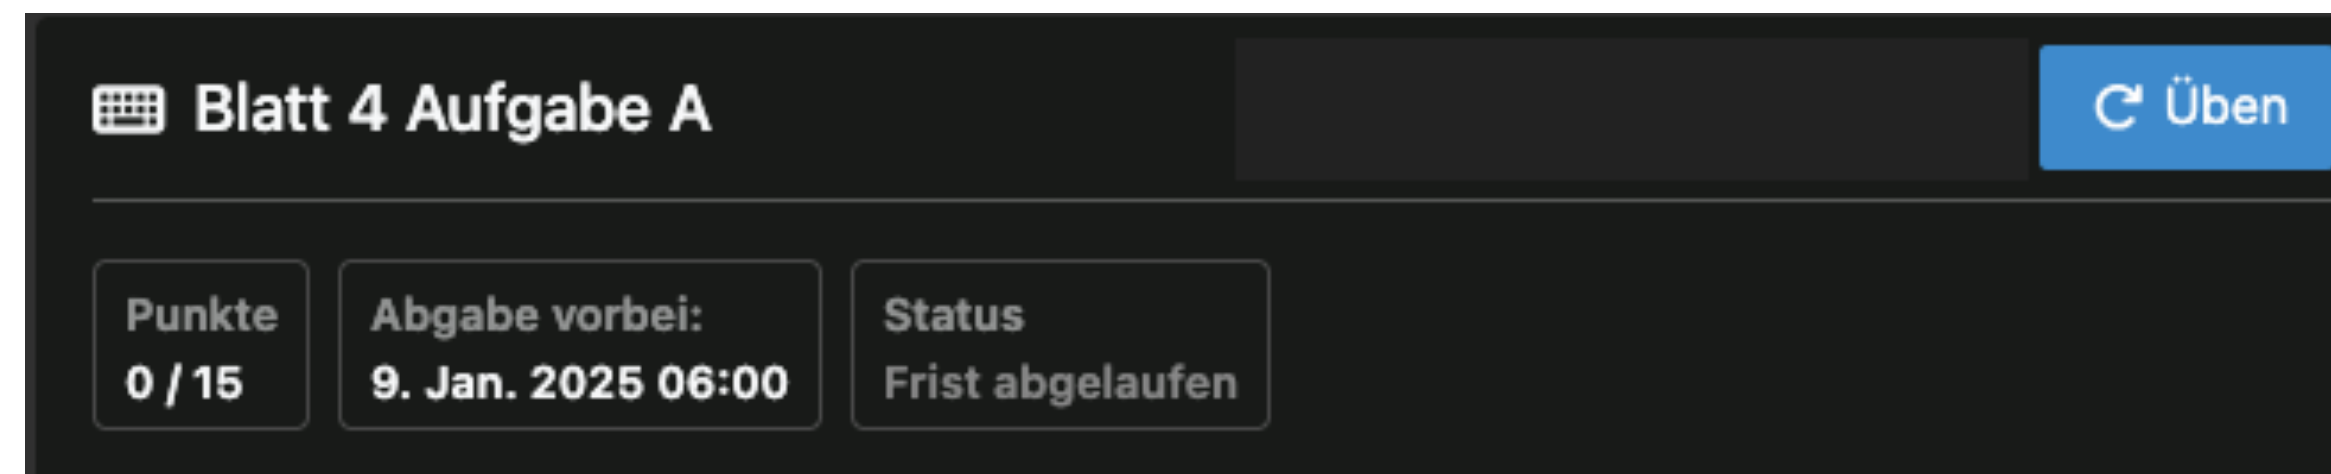 Blatt 4 Aufgabe A
Üben
Punkte
0 / 15
Abgabe vorbei:
9. Jan. 2025 06:00
Status
Frist abgelaufen